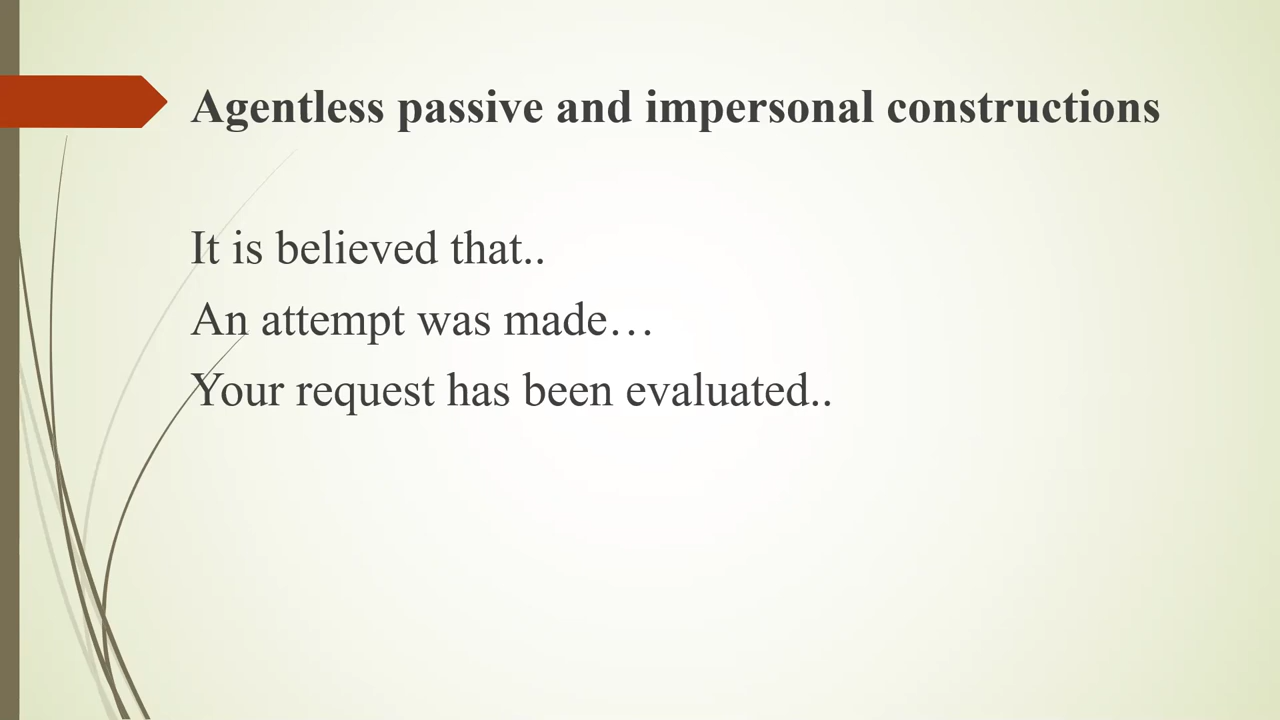 Agentless passive and impersonal constructions
It is believed that..
An attempt was made…
Your request has been evaluated..